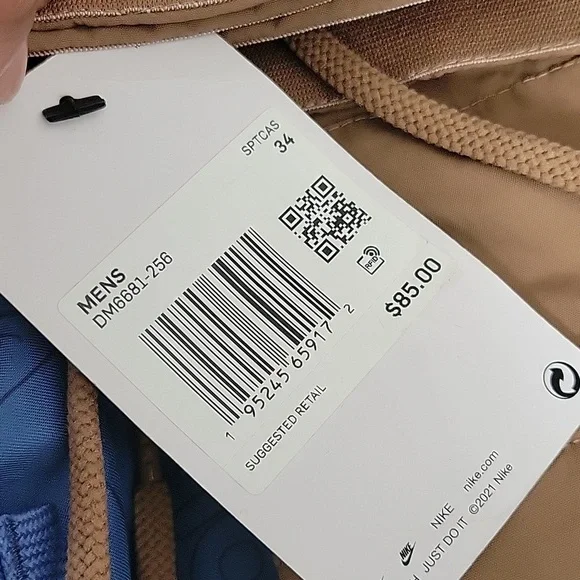 SPTCAS
34
MENS
DM6681-256
RFID
$85.00
1 95245 65917 2
SUGGESTED RETAIL
NIKE nike.com
JUST DO IT ©2021 Nike